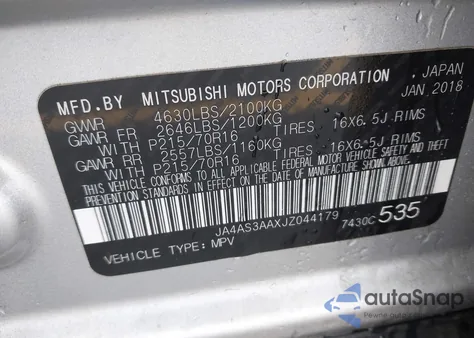 MFD.BY MITSUBISHI MOTORS CORPORATION , JAPAN
GVWR 4630LBS/2100KG JAN, 2018
GAWR FR 2646LBS/1200KG
WITH P215/70R16 TIRES 16X6.5J RIMS
GAWR RR 2557LBS/1160KG
WITH P215/70R16 TIRES 16X6.5J RIMS
THIS VEHICLE CONFORMS TO ALL APPLICABLE FEDERAL MOTOR VEHICLE SAFETY AND THEFT PREVENTION STANDARDS IN EFFECT ON THE DATE OF MANUFACTURE SHOWN ABOVE.
JA4AS3AAXJZ044179 7430C 535
VEHICLE TYPE: MPV
autoSnap
Pewne auto